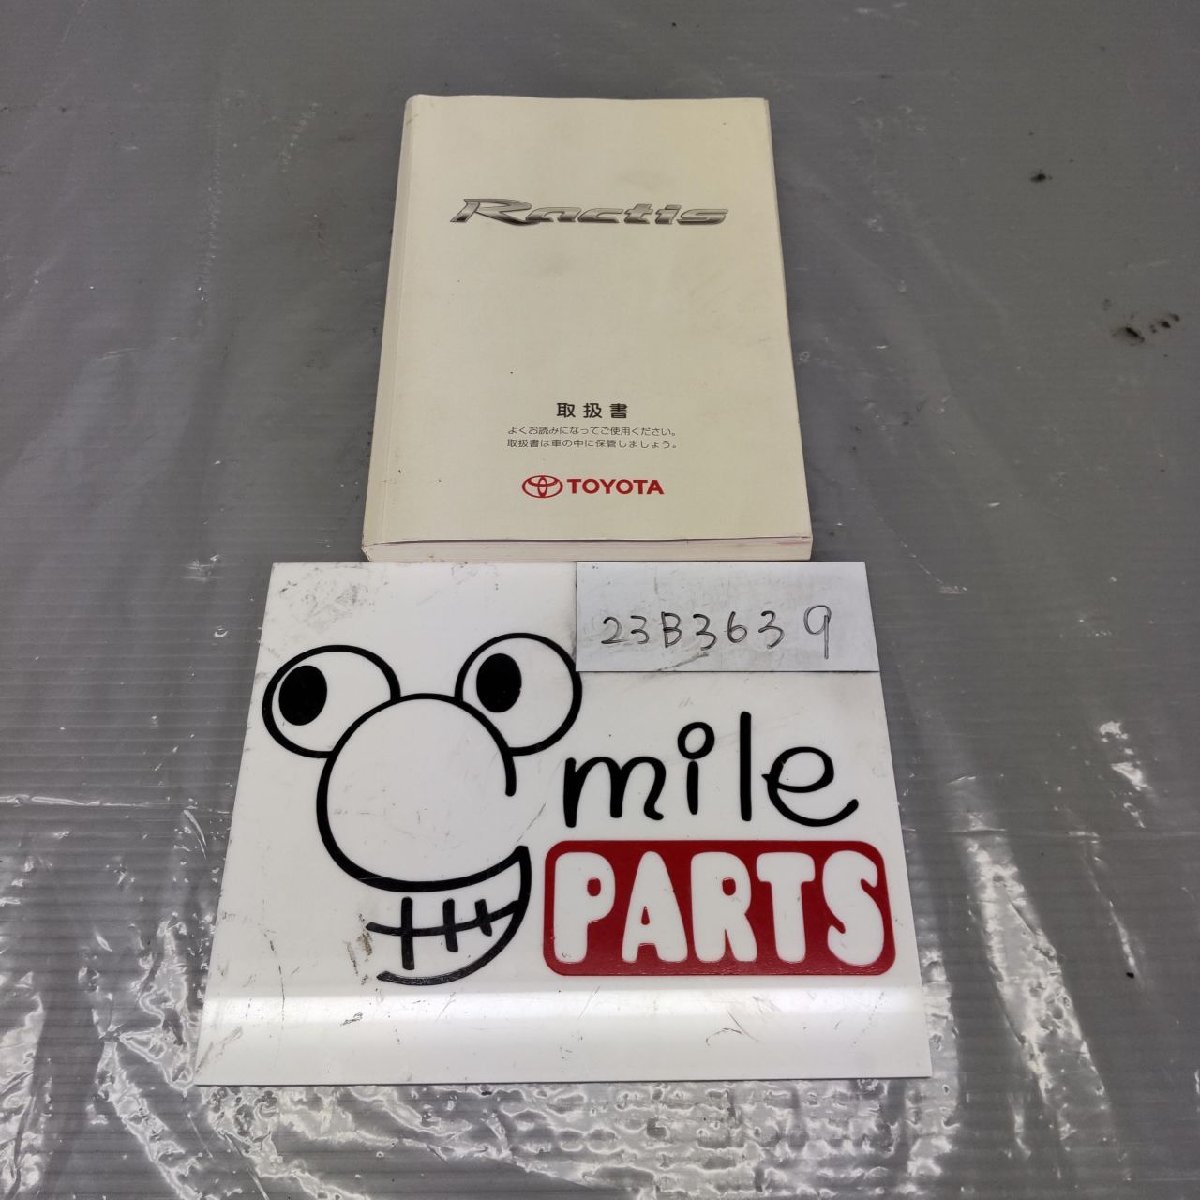 Ractis
取扱書
よくお読みになってご使用ください。
取扱書は車の中に保管しましょう。
TOYOTA
23B3639
mile
PARTS